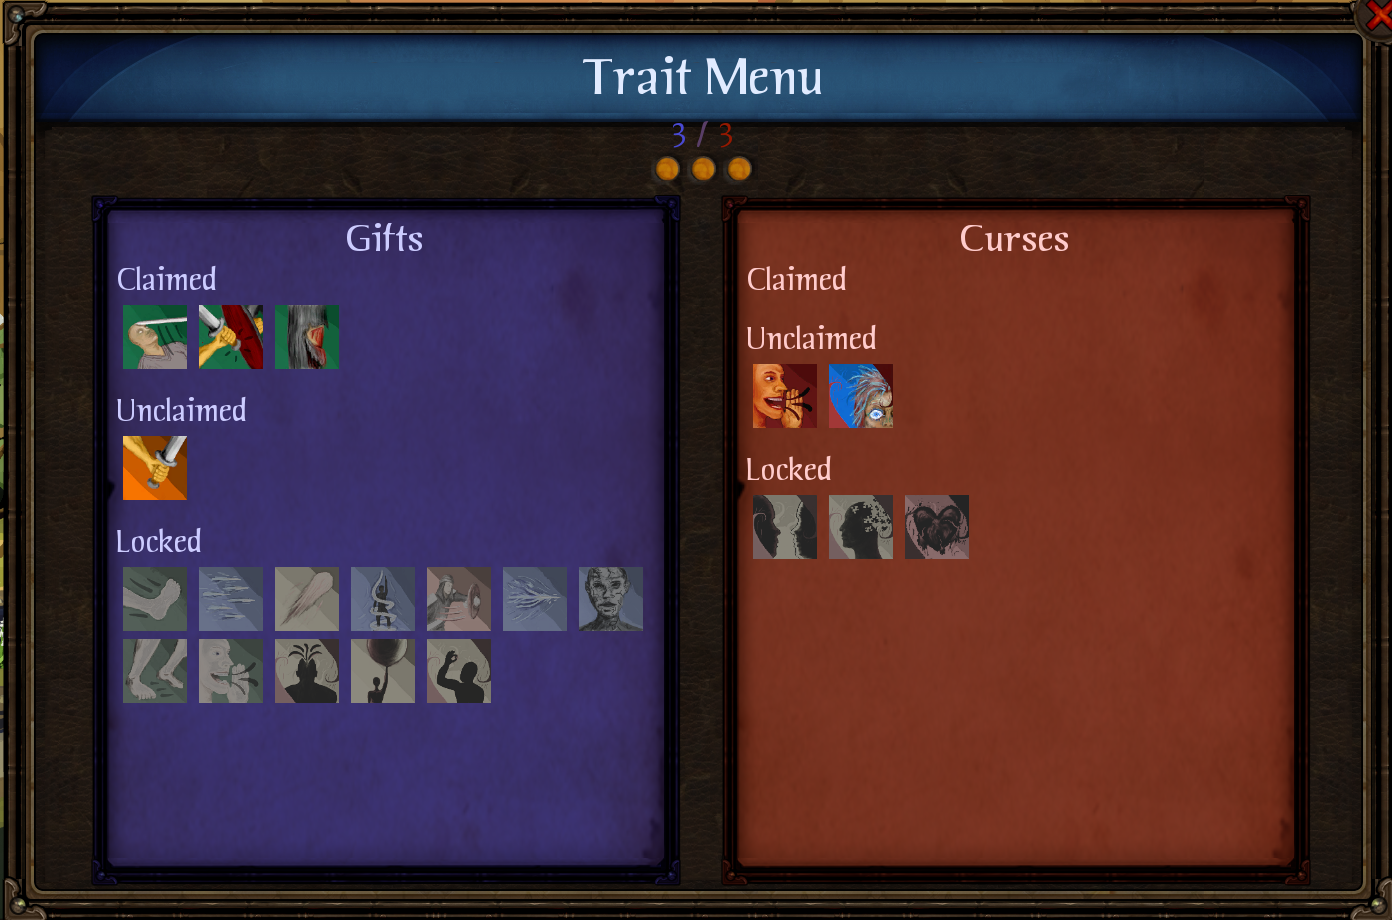 Trait Menu
3 / 3
Gifts
Claimed
Unclaimed
Locked
Curses
Claimed
Unclaimed
Locked